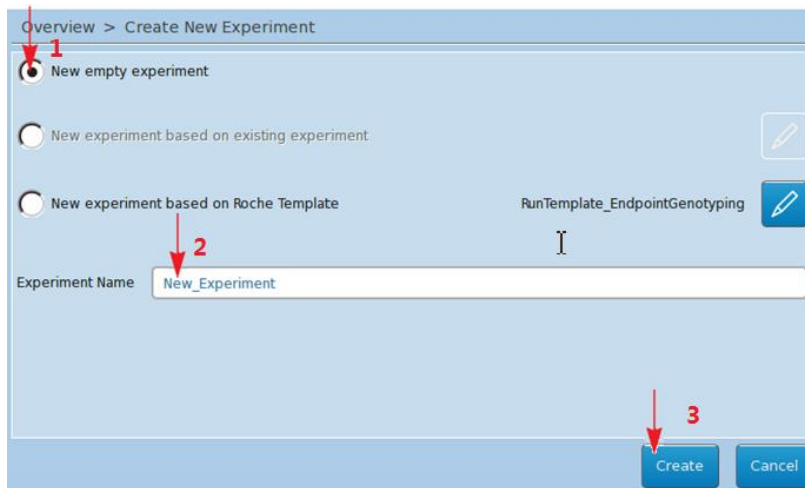 Overview > Create New Experiment
1
New empty experiment
New experiment based on existing experiment
New experiment based on Roche Template RunTemplate_EndpointGenotyping
2
Experiment Name New_Experiment
3
Create Cancel